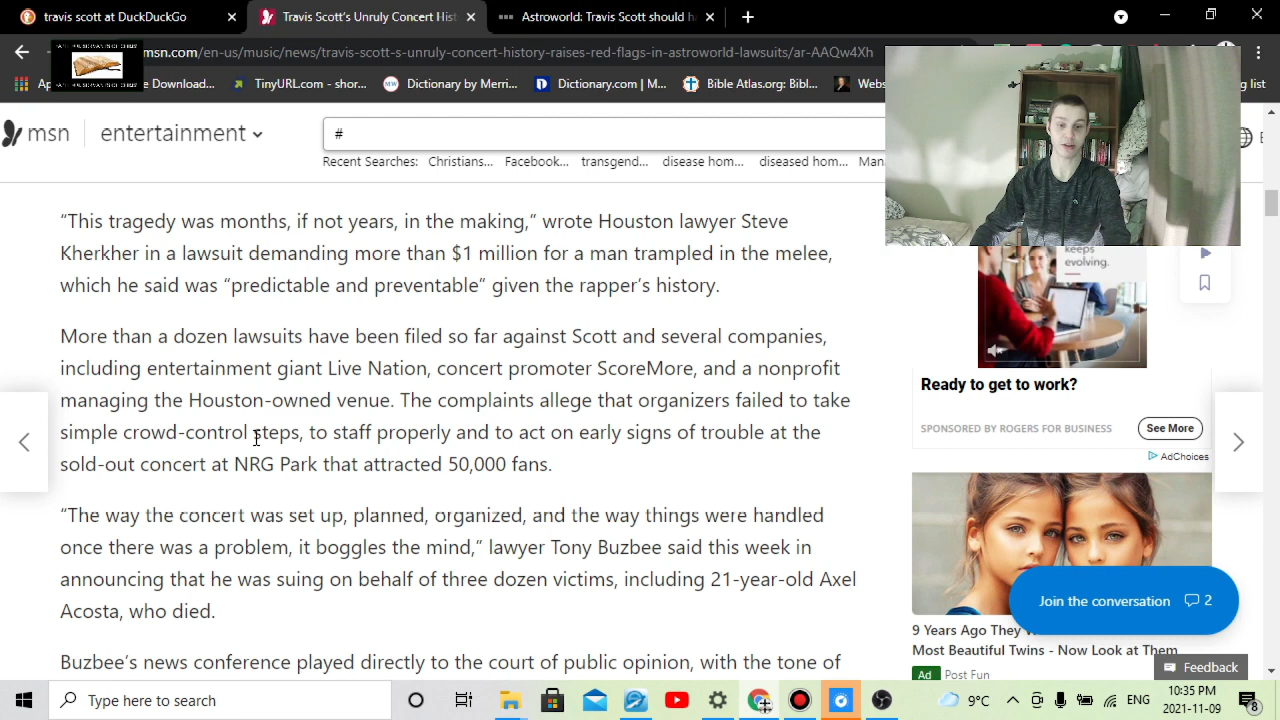 travis scott at DuckDuckGo
Travis Scott's Unruly Concert Hist
Astroworld: Travis Scott should h
msn.com/en-us/music/news/travis-scott-s-unruly-concert-history-raises-red-flags-in-astroworld-lawsuits
Downtoad...
TinyURL.com - shor...
Dictionary by Merri...
Dictionary.com | M...
Bible Atlas
Webs
g list
msn
entertainment
#
Recent Searches: Christians... Facebook... transgend... disease hom... diseased hom... Man
“This tragedy was months, if not years, in the making,” wrote Houston lawyer Steve
Kherkher in a lawsuit demanding more than $1 million for a man trampled in the melee,
which he said was “predictable and preventable” given the rapper’s history.
More than a dozen lawsuits have been filed so far against Scott and several companies,
including entertainment giant Live Nation, concert promoter ScoreMore, and a nonprofit
managing the Houston-owned venue. The complaints allege that organizers failed to take
simple crowd-control steps, to staff properly and to act on early signs of trouble at the
sold-out concert at NRG Park that attracted 50,000 fans.
“The way the concert was set up, planned, organized, and the way things were handled
once there was a problem, it boggles the mind,” lawyer Tony Buzbee said this week in
announcing that he was suing on behalf of three dozen victims, including 21-year-old Axel
Acosta, who died.
Buzbee’s news conference played directly to the court of public opinion, with the tone of
keeps
evolving.
Ready to get to work?
SPONSORED BY ROGERS FOR BUSINESS
See More
AdChoices
Join the conversation 2
9 Years Ago They
Most Beautiful Twins - Now Look at Them
Ad Post Fun
Feedback
Type here to search
9°C
ENG
10:35 PM
2021-11-09
8